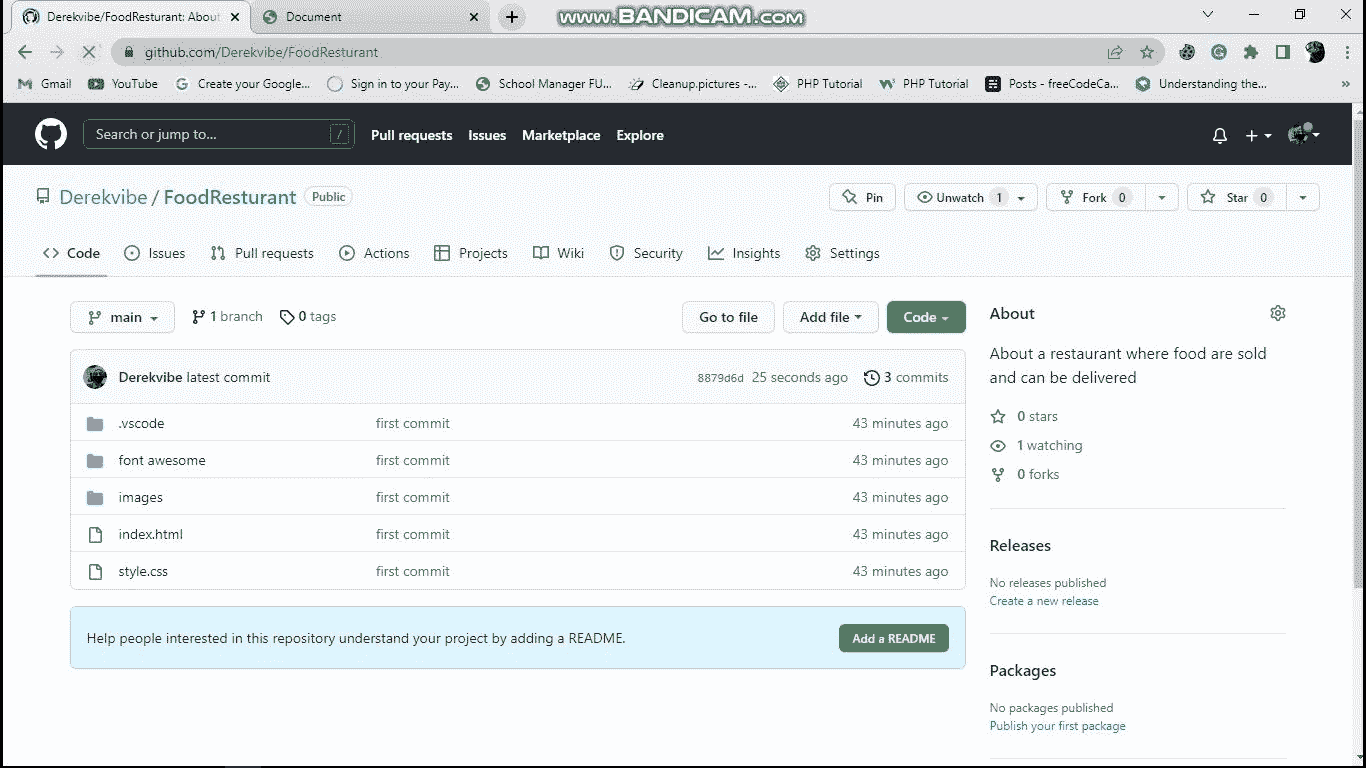 Derekvibe/FoodResturant: About
Document
www.BANDICAM.com
github.com/Derekvibe/FoodResturant
Gmail YouTube Create your Google... Sign in to your Pay... School Manager FU... Cleanup.pictures -... PHP Tutorial PHP Tutorial Posts - freeCodeCa... Understanding the... »
Search or jump to... / Pull requests Issues Marketplace Explore
Derekvibe / FoodResturant Public Pin Unwatch 1 Fork 0 Star 0
Code Issues Pull requests Actions Projects Wiki Security Insights Settings
main 1 branch 0 tags Go to file Add file Code
Derekvibe latest commit 8879d6d 25 seconds ago 3 commits
.vscode first commit 43 minutes ago
font awesome first commit 43 minutes ago
images first commit 43 minutes ago
index.html first commit 43 minutes ago
style.css first commit 43 minutes ago
Help people interested in this repository understand your project by adding a README. Add a README
About
About a restaurant where food are sold
and can be delivered
0 stars
1 watching
0 forks
Releases
No releases published
Create a new release
Packages
No packages published
Publish your first package